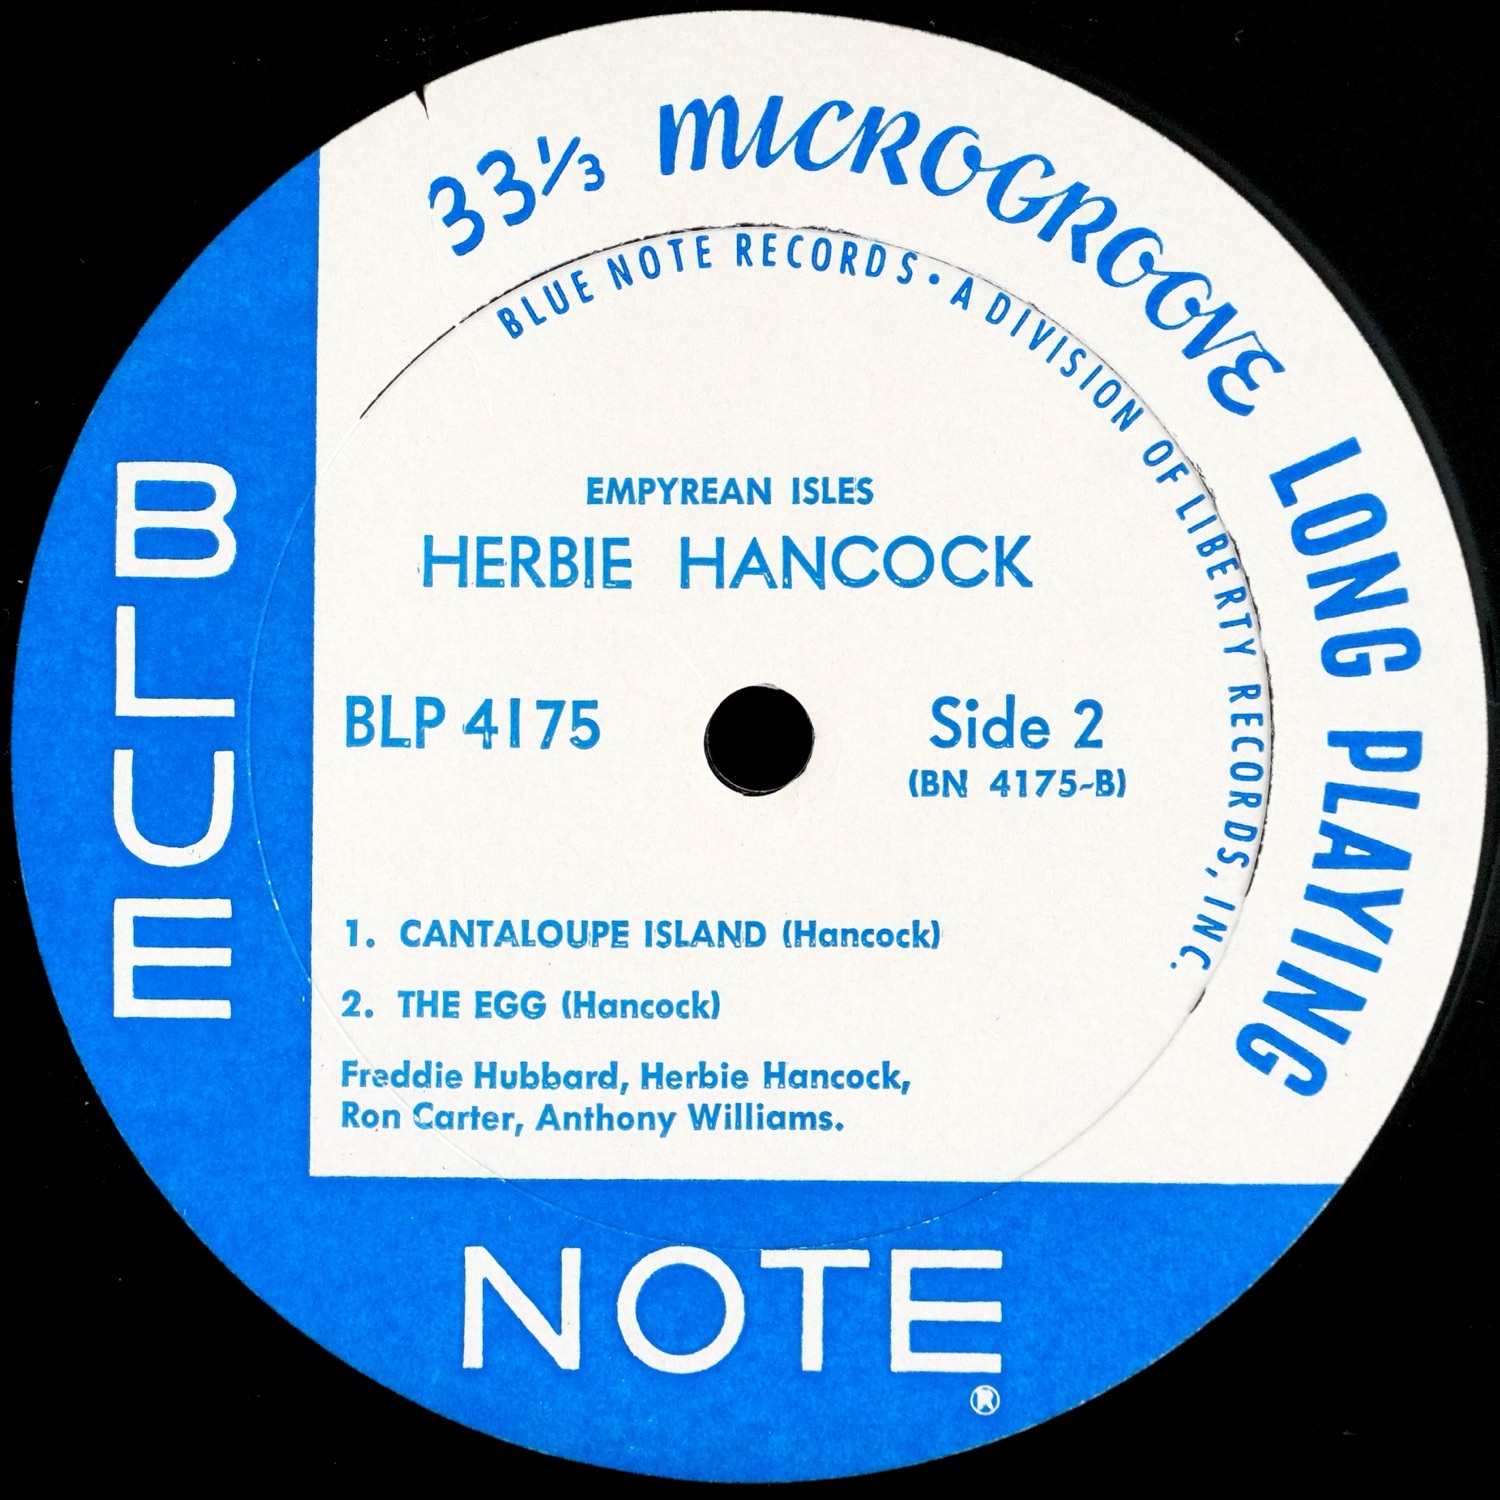 33⅓ MICROGROOVE LONG PLAYING
BLUE NOTE RECORDS • A DIVISION OF LIBERTY RECORDS, INC.
EMPYREAN ISLES
HERBIE HANCOCK
BLP 4175
Side 2
(BN 4175-B)
1. CANTALOUPE ISLAND (Hancock)
2. THE EGG (Hancock)
Freddie Hubbard, Herbie Hancock,
Ron Carter, Anthony Williams.
BLUE
NOTE
®